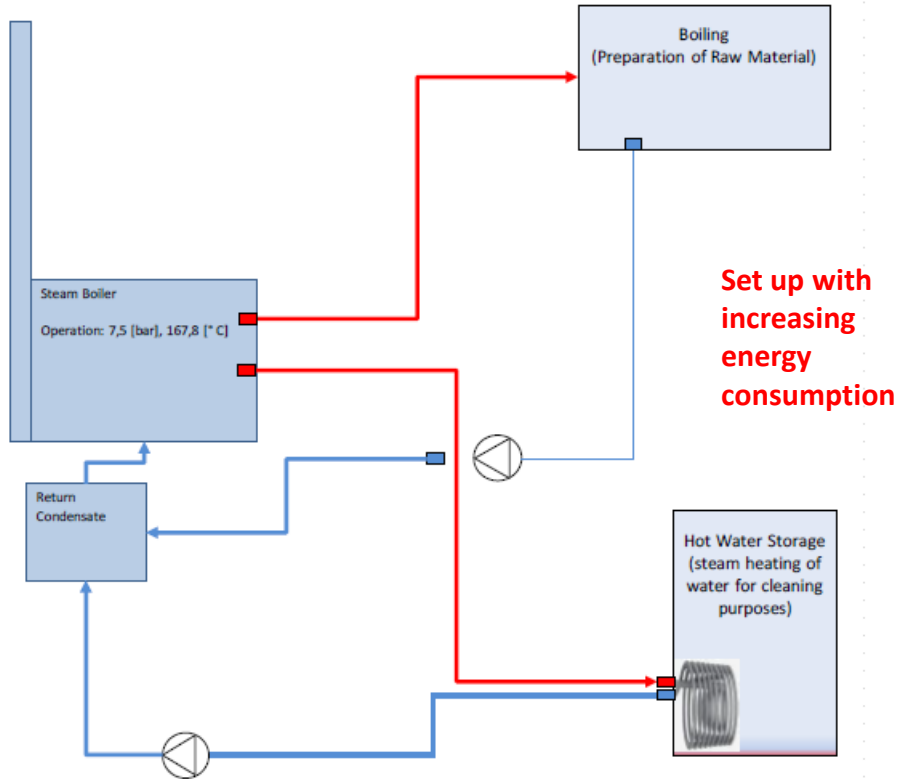 Boiling
(Preparation of Raw Material)
Steam Boiler
Operation: 7,5 [bar], 167,8 [° C]
Set up with
increasing
energy
consumption
Return
Condensate
Hot Water Storage
(steam heating of
water for cleaning
purposes)